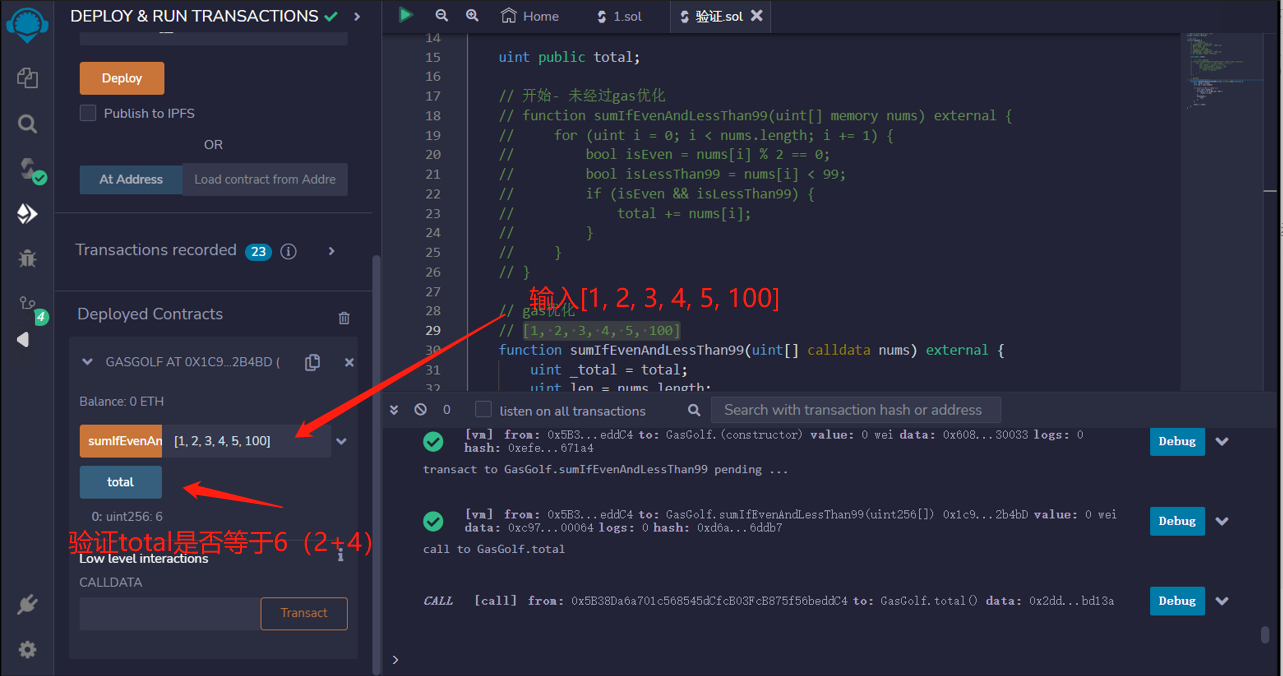 DEPLOY & RUN TRANSACTIONS
Deploy
Publish to IPFS
OR
At Address
Load contract from Addre
Transactions recorded 23
Deployed Contracts
GASGOLF AT 0X1C9...2B4BD (
Balance: 0 ETH
sumIfEvenAn
[1, 2, 3, 4, 5, 100]
total
0: uint256: 6
验证total是否等于6（2+4）
Low level interactions
CALLDATA
Transact
4
Home
1.sol
验证.sol
14
15 uint public total;
16
17 // 开始- 未经过gas优化
18 // function sumIfEvenAndLessThan99(uint[] memory nums) external {
19 //     for (uint i = 0; i < nums.length; i += 1) {
20 //         bool isEven = nums[i] % 2 == 0;
21 //         bool isLessThan99 = nums[i] < 99;
22 //         if (isEven && isLessThan99) {
23 //             total += nums[i];
24 //         }
25 //     }
26 // }
27
输入[1, 2, 3, 4, 5, 100]
28 // gas优化
29 // [1, 2, 3, 4, 5, 100]
30 function sumIfEvenAndLessThan99(uint[] calldata nums) external {
31     uint _total = total;
32     uint len = nums.length;
0
listen on all transactions
Search with transaction hash or address
[vm] from: 0x5B3...eddC4 to: GasGolf.(constructor) value: 0 wei data: 0x608...30033 logs: 0
hash: 0xefe...671a4
Debug
transact to GasGolf.sumIfEvenAndLessThan99 pending ...
[vm] from: 0x5B3...eddC4 to: GasGolf.sumIfEvenAndLessThan99(uint256[]) 0x1c9...2b4bD value: 0 wei
data: 0xc97...00064 logs: 0 hash: 0xd6a...6ddb7
Debug
call to GasGolf.total
CALL [call] from: 0x5B38Da6a701c568545dCfcB03FcB875f56beddC4 to: GasGolf.total() data: 0x2dd...bd13a
Debug
>